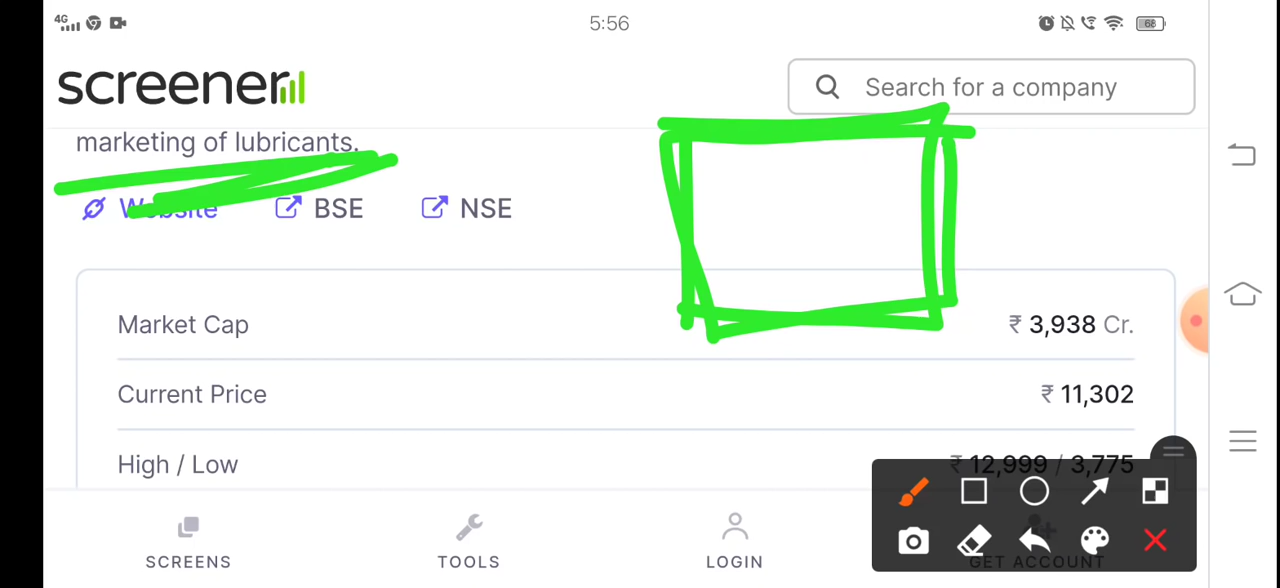 4G 5:56 68
screener Search for a company
marketing of lubricants.
Website BSE NSE
Market Cap ₹ 3,938 Cr.
Current Price ₹ 11,302
High / Low ₹ 12,999 / 3,775
SCREENS TOOLS LOGIN GET ACCOUNT